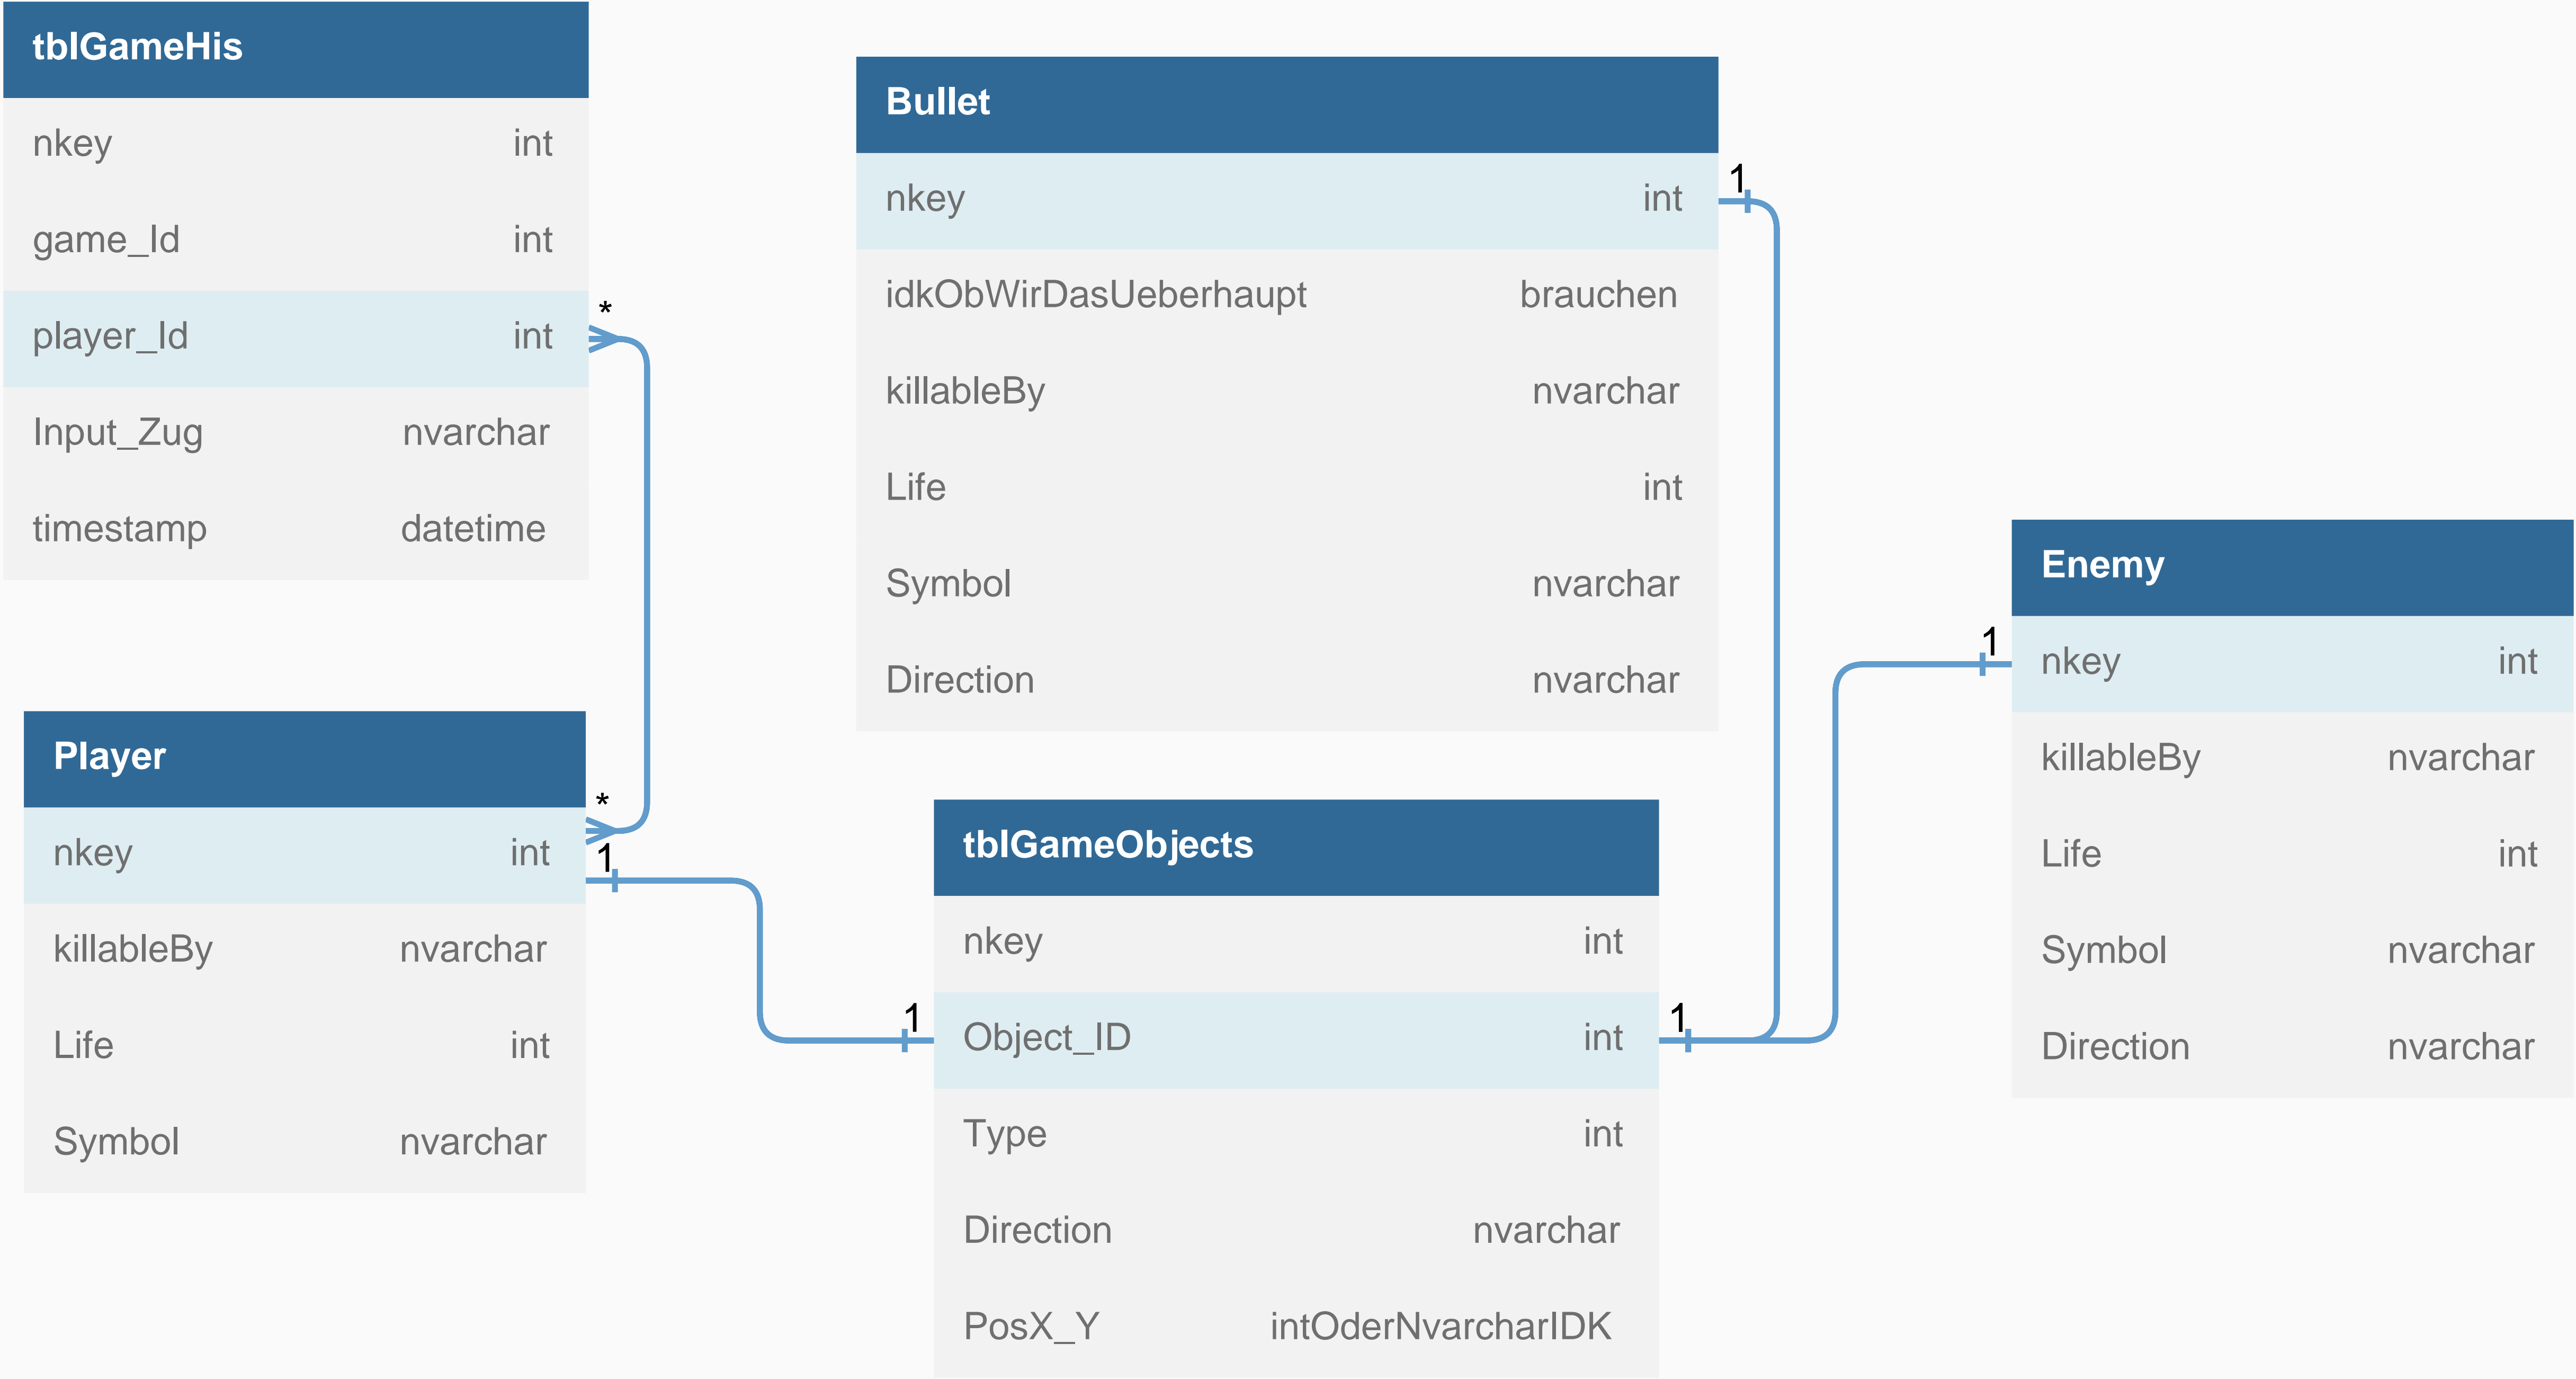 tblGameHis
nkey int
game_Id int
player_Id int
Input_Zug nvarchar
timestamp datetime
*
Bullet
nkey int
idkObWirDasUeberhaupt brauchen
killableBy nvarchar
Life int
Symbol nvarchar
Direction nvarchar
1
Enemy
nkey int
killableBy nvarchar
Life int
Symbol nvarchar
Direction nvarchar
1
Player
nkey int
killableBy nvarchar
Life int
Symbol nvarchar
*
1
tblGameObjects
nkey int
Object_ID int
Type int
Direction nvarchar
PosX_Y intOderNvarcharIDK
1
1